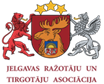 JELGAVAS RAŽOTĀJU UN
TIRGOTĀJU ASOCIĀCIJA